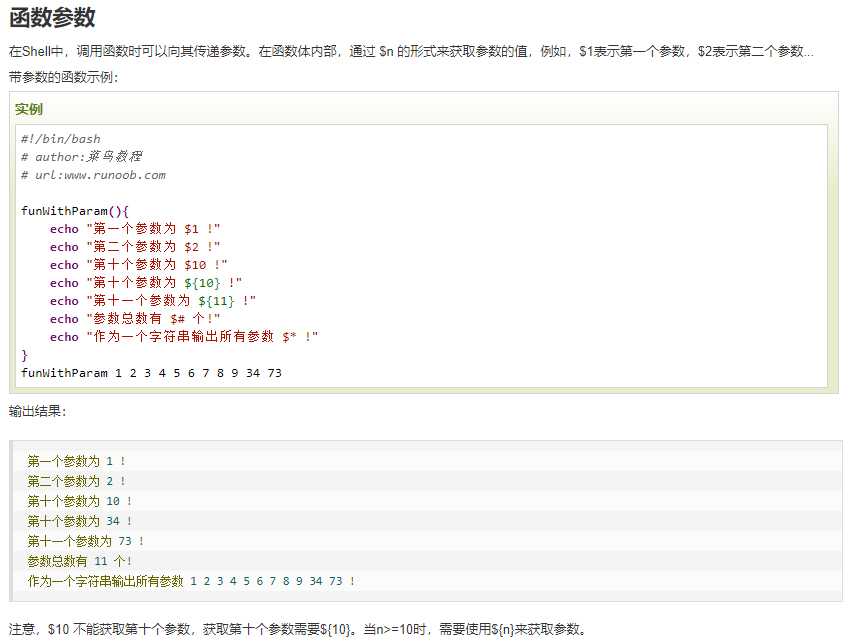 函数参数
在Shell中，调用函数时可以向其传递参数。在函数体内部，通过 $n 的形式来获取参数的值，例如，$1表示第一个参数，$2表示第二个参数...
带参数的函数示例：
实例
#!/bin/bash
# author:菜鸟教程
# url:www.runoob.com
funWithParam(){
    echo "第一个参数为 $1 !"
    echo "第二个参数为 $2 !"
    echo "第十个参数为 $10 !"
    echo "第十个参数为 ${10} !"
    echo "第十一个参数为 ${11} !"
    echo "参数总数有 $# 个!"
    echo "作为一个字符串输出所有参数 $* !"
}
funWithParam 1 2 3 4 5 6 7 8 9 34 73
输出结果：
第一个参数为 1 !
第二个参数为 2 !
第十个参数为 10 !
第十个参数为 34 !
第十一个参数为 73 !
参数总数有 11 个!
作为一个字符串输出所有参数 1 2 3 4 5 6 7 8 9 34 73 !
注意，$10 不能获取第十个参数，获取第十个参数需要${10}。当n>=10时，需要使用${n}来获取参数。